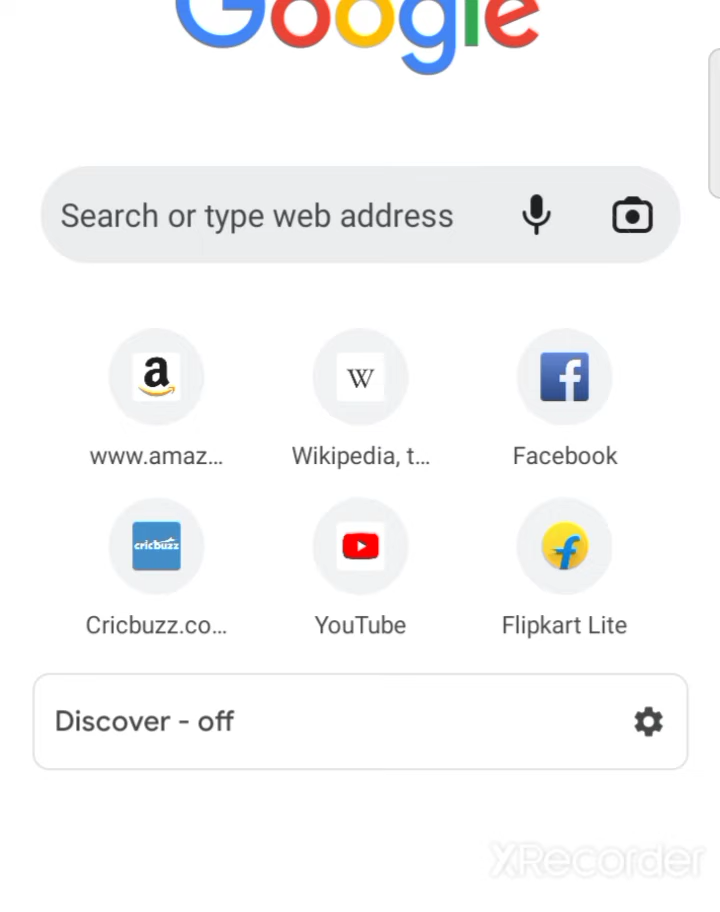 Google
Search or type web address
a
W
f
www.amaz...
Wikipedia, t...
Facebook
cricbuzz
f
Cricbuzz.co...
YouTube
Flipkart Lite
Discover - off
XRecorder